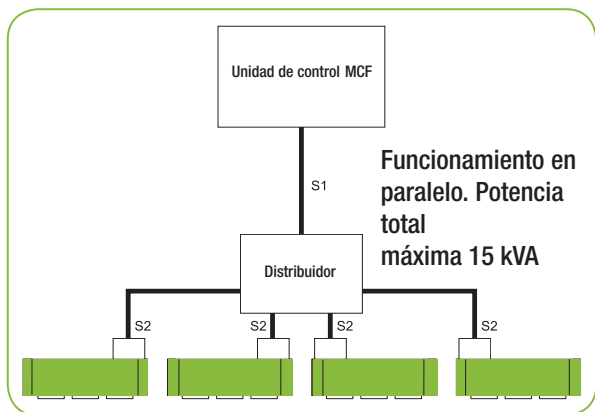 Unidad de control MCF
S1
Funcionamiento en
paralelo. Potencia
total
máxima 15 kVA
Distribuidor
S2
S2
S2
S2